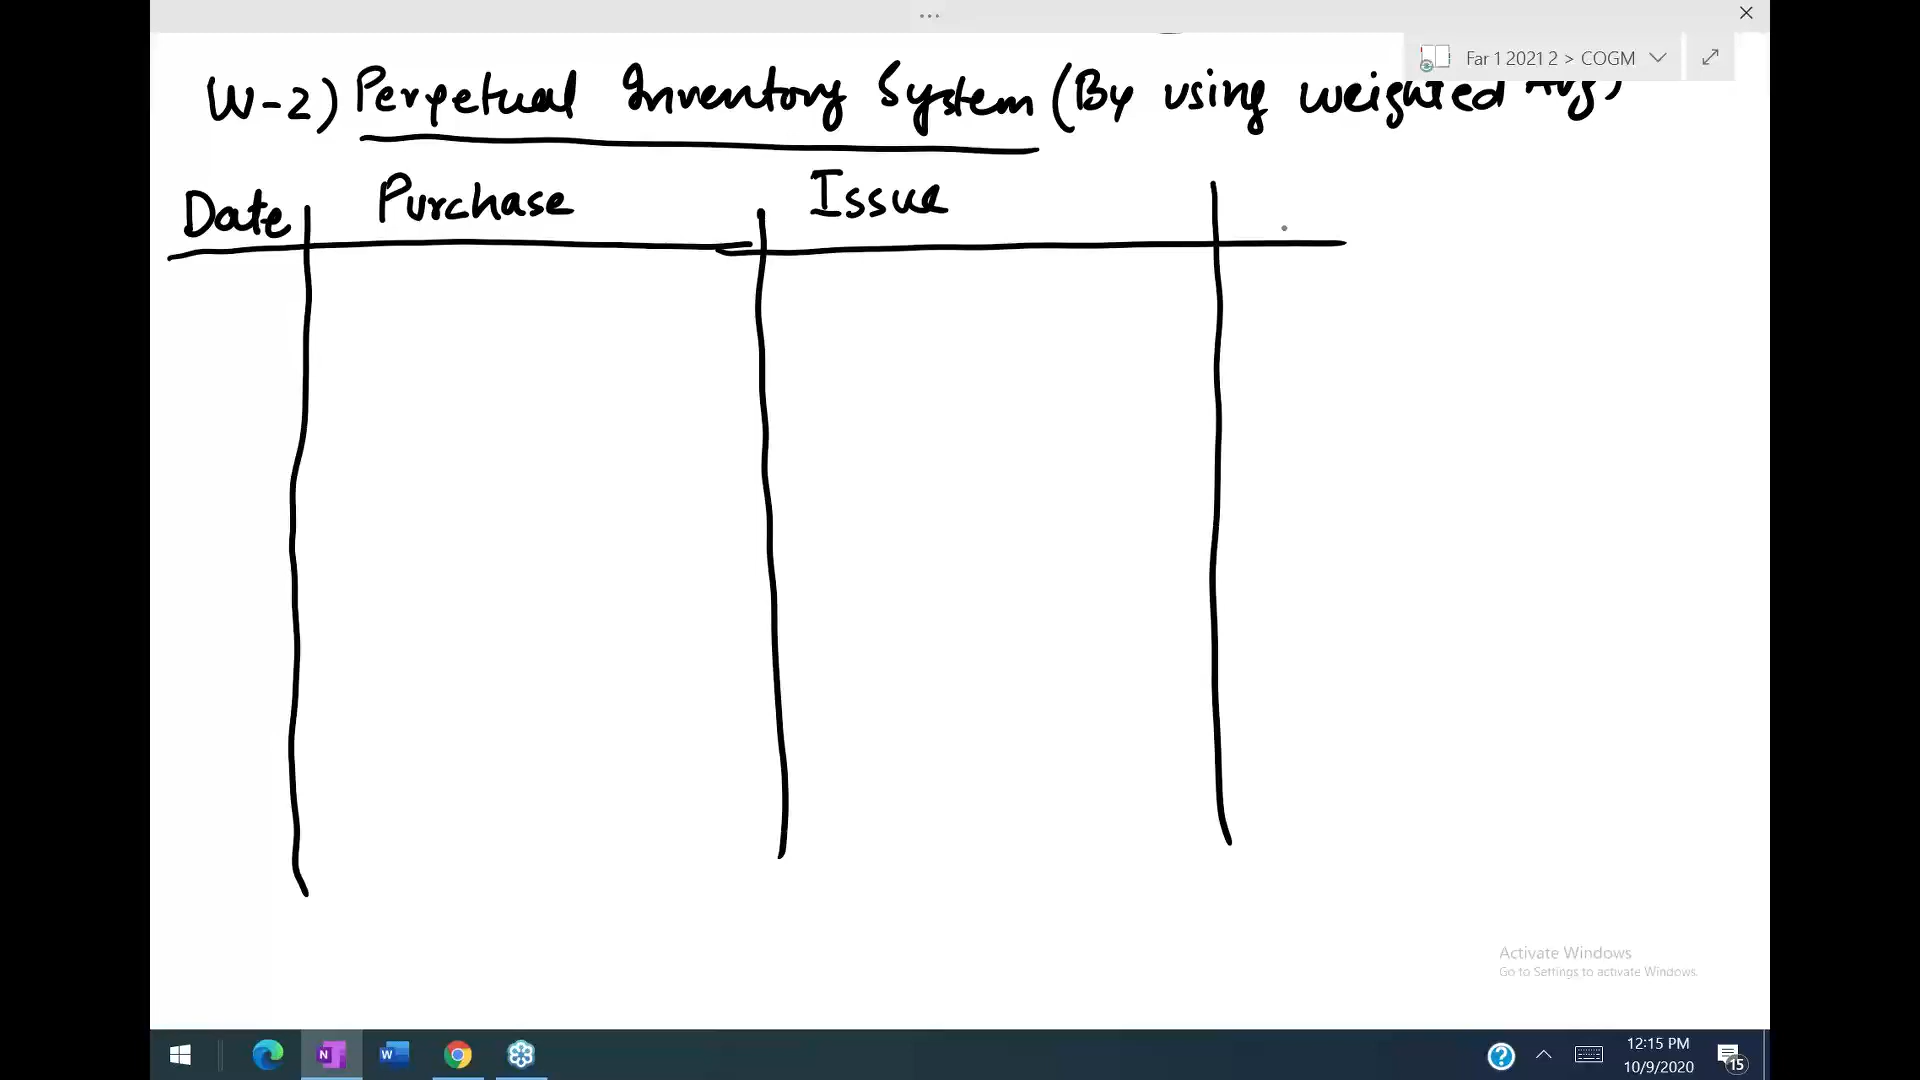 Far 1 2021 2 > COGM
W-2) Perpetual Inventory System (By using weighted Avg)
Date Purchase Issue
Activate Windows
Go to Settings to activate Windows.
12:15 PM
10/9/2020
15